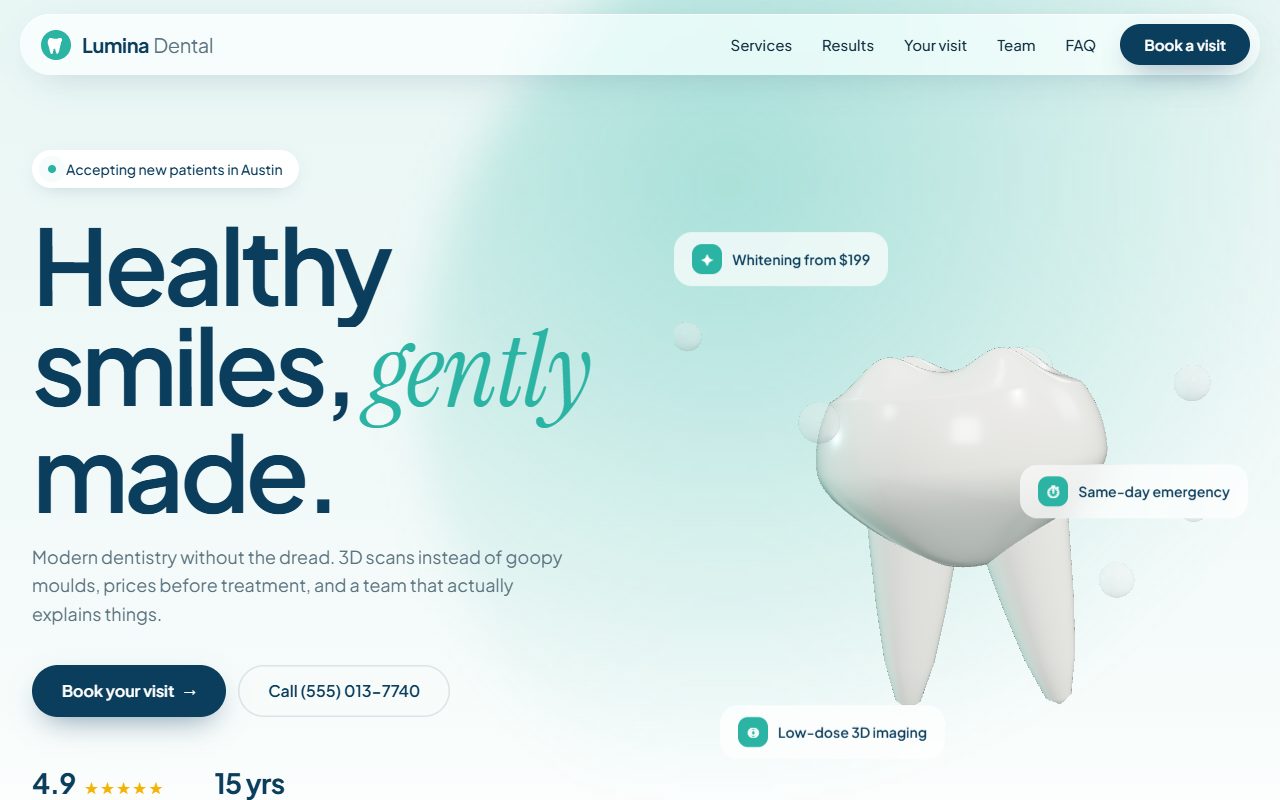 Lumina Dental
Services
Results
Your visit
Team
FAQ
Book a visit
Accepting new patients in Austin
Healthy
smiles, gently
made.
Modern dentistry without the dread. 3D scans instead of goopy
moulds, prices before treatment, and a team that actually
explains things.
Book your visit →
Call (555) 013–7740
4.9 ★★★★★
15 yrs
Whitening from $199
Same-day emergency
Low-dose 3D imaging